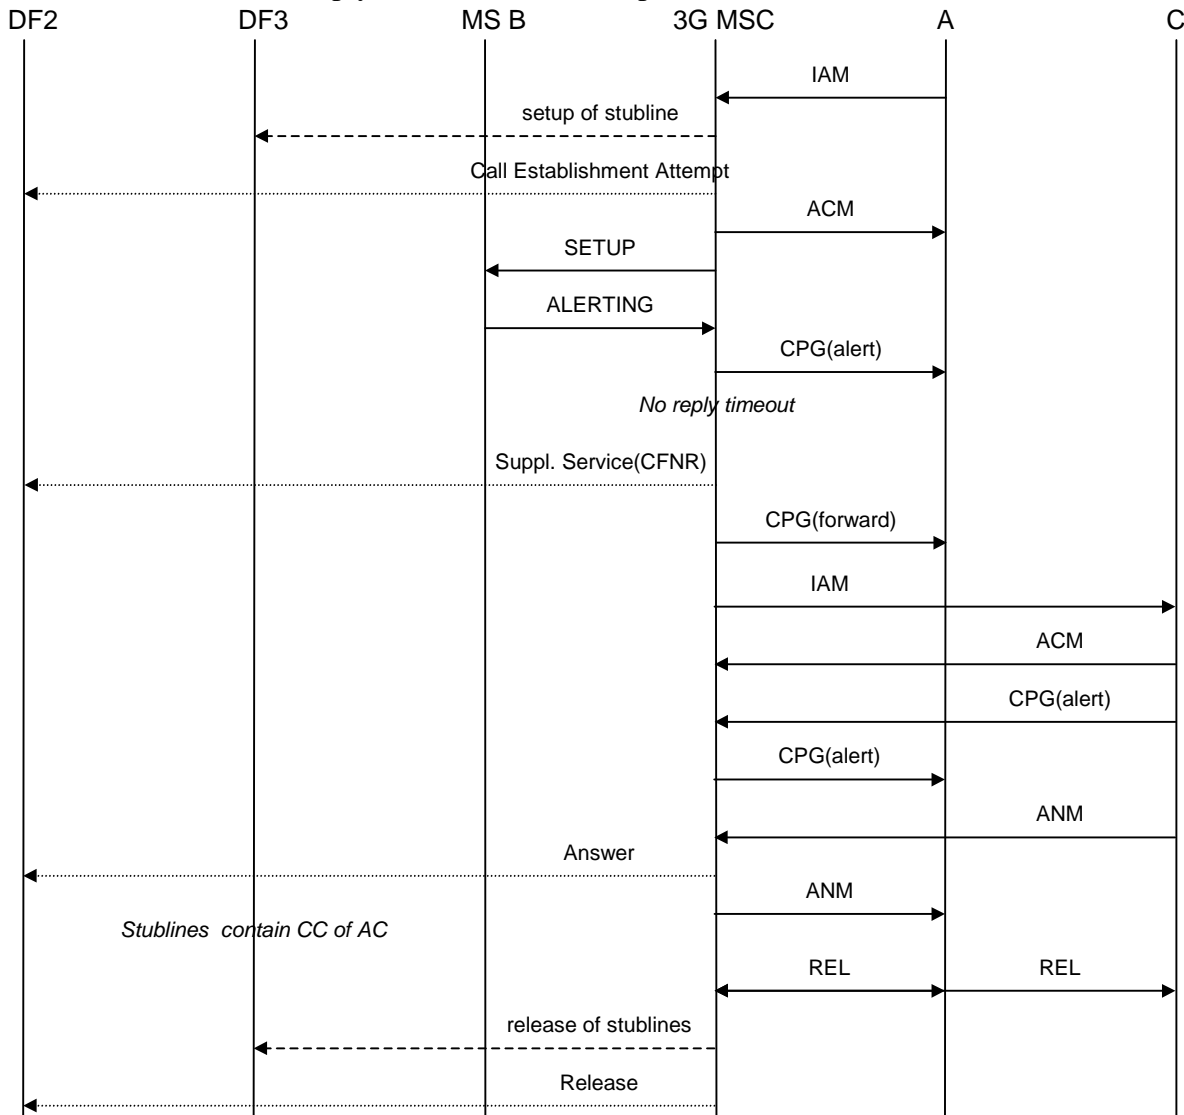 DF2 DF3 MS B 3G MSC A C
IAM
setup of stubline
Call Establishment Attempt
ACM
SETUP
ALERTING
CPG(alert)
No reply timeout
Suppl. Service(CFNR)
CPG(forward)
IAM
ACM
CPG(alert)
CPG(alert)
ANM
Answer
ANM
Stublines contain CC of AC
REL REL
release of stublines
Release